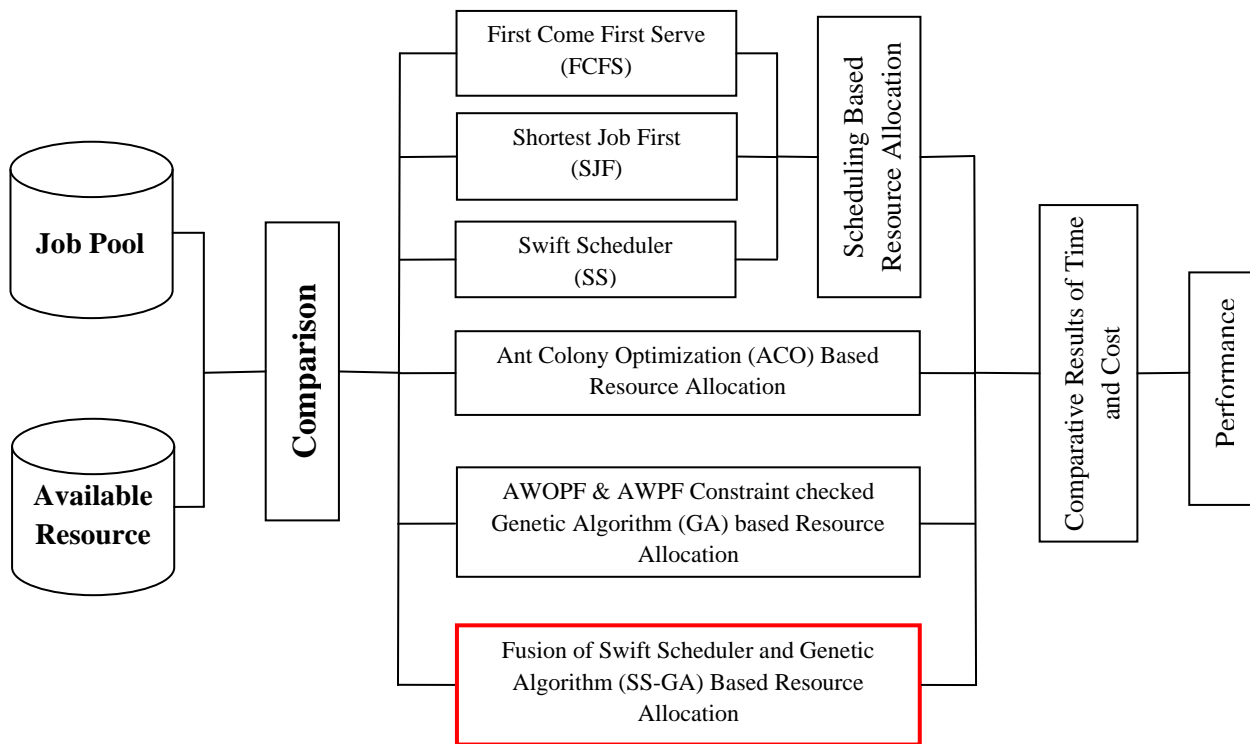 Job Pool
Available
Resource
Comparison
First Come First Serve
(FCFS)
Shortest Job First
(SJF)
Swift Scheduler
(SS)
Scheduling Based
Resource Allocation
Ant Colony Optimization (ACO) Based
Resource Allocation
AWOPF & AWPF Constraint checked
Genetic Algorithm (GA) based Resource
Allocation
Fusion of Swift Scheduler and Genetic
Algorithm (SS-GA) Based Resource
Allocation
Comparative Results of Time
and Cost
Performance